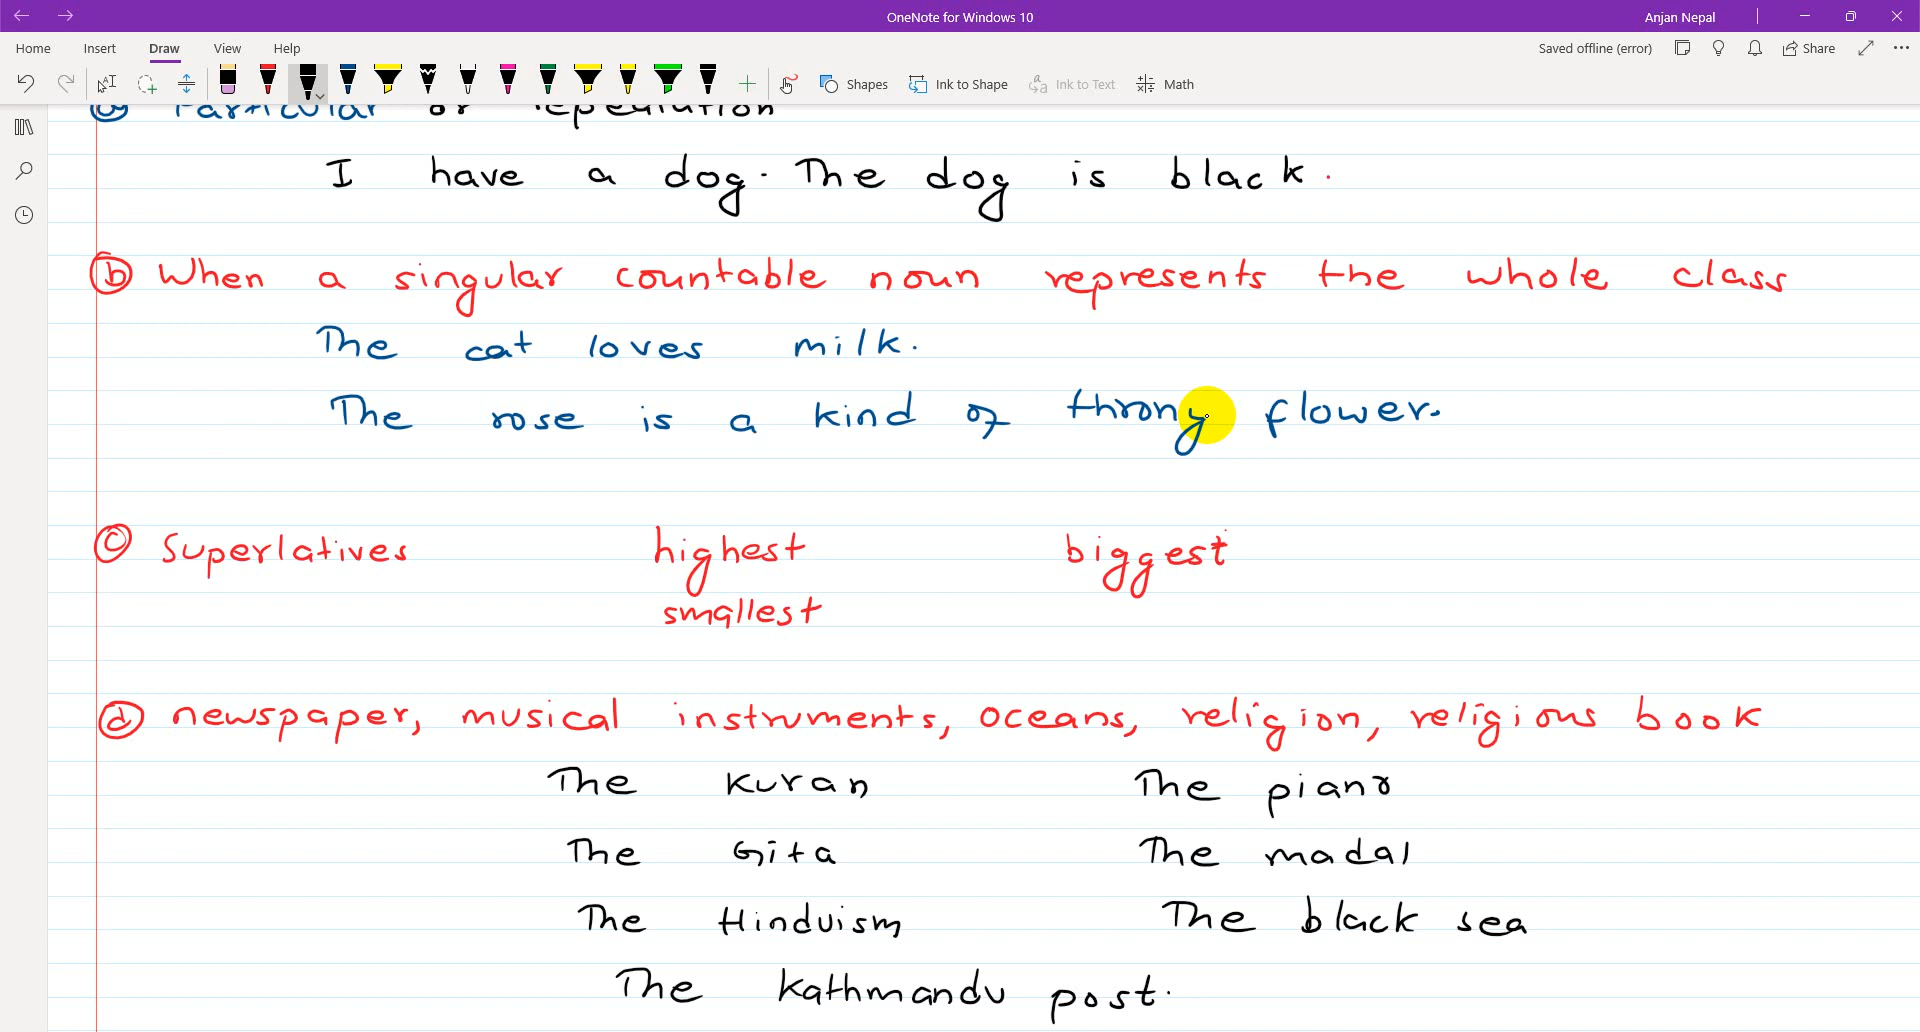 OneNote for Windows 10
Anjan Nepal
Home Insert Draw View Help
Saved offline (error) Share
Shapes Ink to Shape Ink to Text Math
a Particular or repeatution
I have a dog. The dog is black.
b When a singular countable noun represents the whole class
The cat loves milk.
The rose is a kind of throny flower.
c Superlatives highest biggest
smallest
d newspaper, musical instruments, oceans, religion, religious book
The Kuran The piano
The Gita The madal
The Hinduism The black sea
The Kathmandu post.